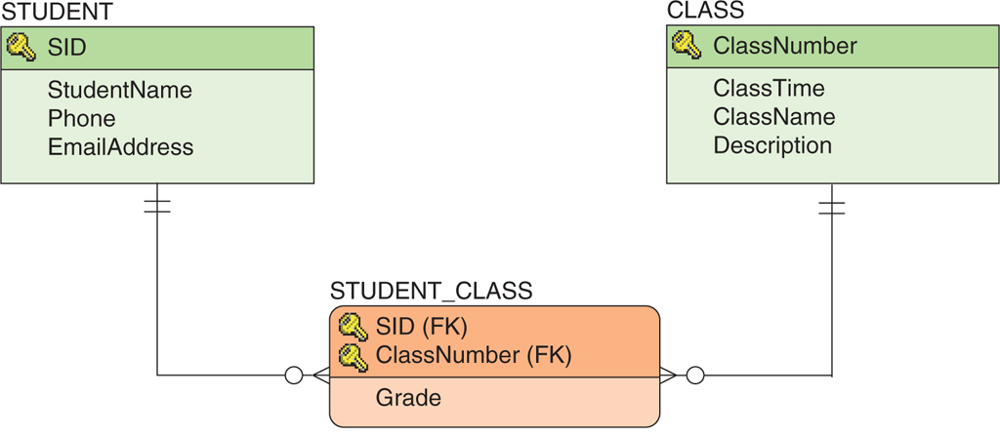 STUDENT
SID
StudentName
Phone
EmailAddress
CLASS
ClassNumber
ClassTime
ClassName
Description
STUDENT_CLASS
SID (FK)
ClassNumber (FK)
Grade